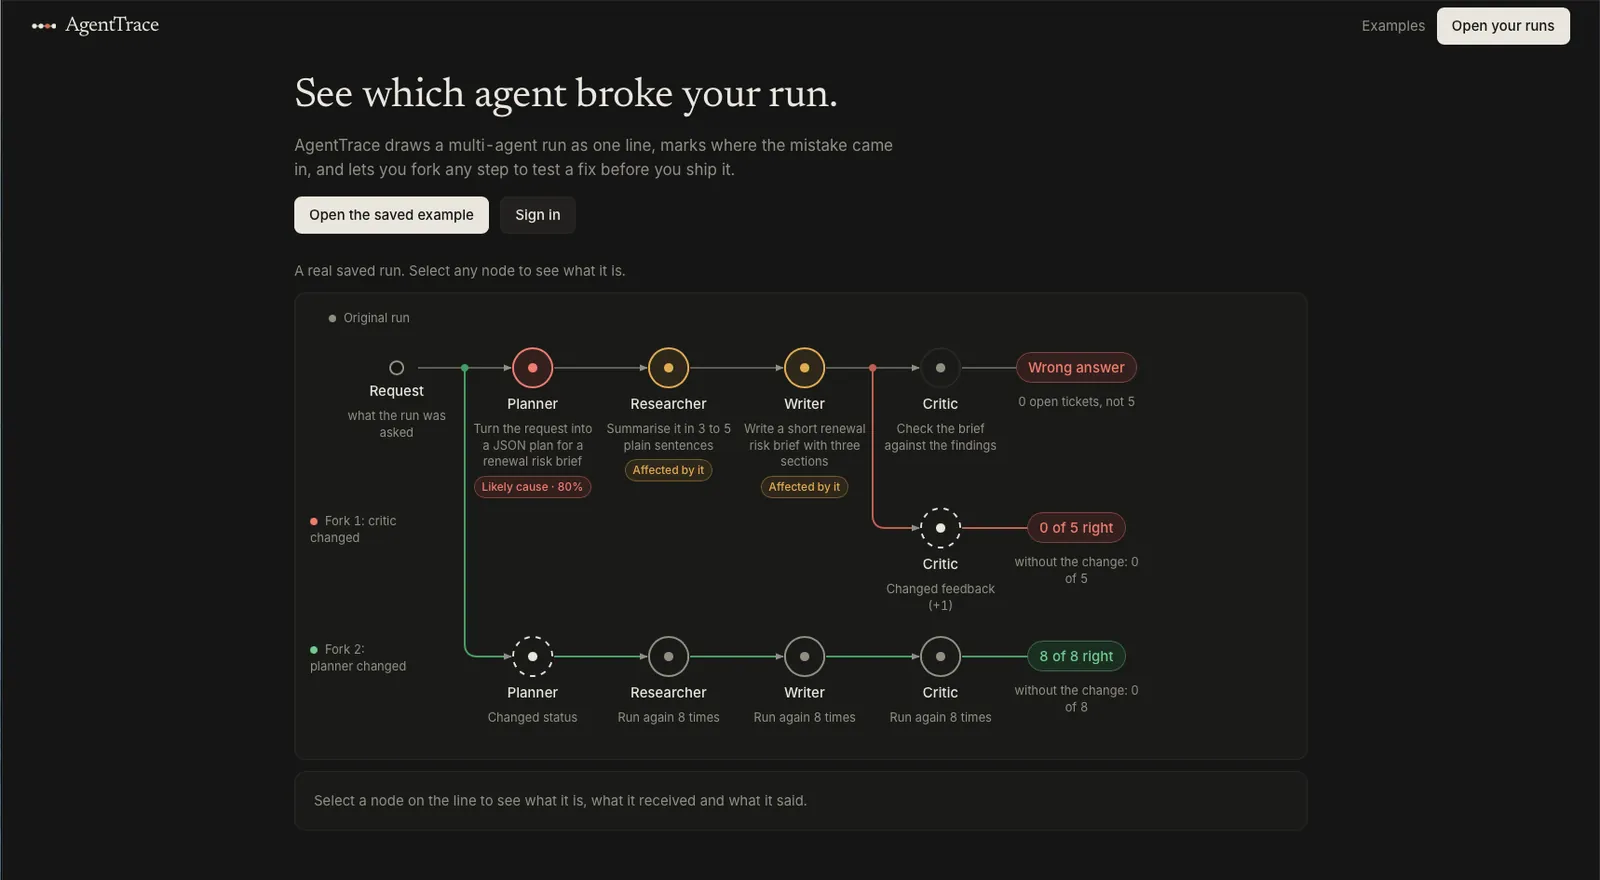 AgentTrace
Examples
Open your runs
See which agent broke your run.
AgentTrace draws a multi-agent run as one line, marks where the mistake came
in, and lets you fork any step to test a fix before you ship it.
Open the saved example
Sign in
A real saved run. Select any node to see what it is.
Original run
Request
what the run was
asked
Planner
Turn the request into
a JSON plan for a
renewal risk brief
Likely cause · 80%
Researcher
Summarise it in 3 to 5
plain sentences
Affected by it
Writer
Write a short renewal
risk brief with three
sections
Affected by it
Critic
Check the brief
against the findings
Wrong answer
0 open tickets, not 5
Fork 1: critic
changed
Critic
Changed feedback
(+1)
0 of 5 right
without the change: 0
of 5
Fork 2:
planner changed
Planner
Changed status
Researcher
Run again 8 times
Writer
Run again 8 times
Critic
Run again 8 times
8 of 8 right
without the change: 0
of 8
Select a node on the line to see what it is, what it received and what it said.